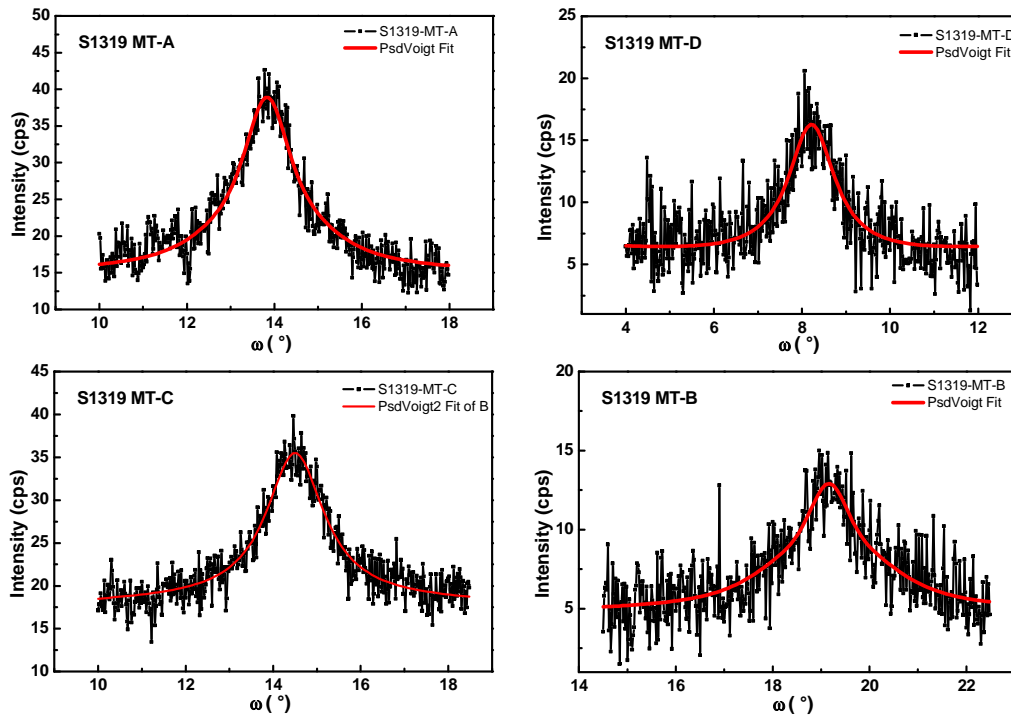 S1319 MT-A
S1319-MT-A
PsdVoigt Fit
Intensity (cps)
50
45
40
35
30
25
20
15
10
10 12 14 16 18
ω ( °)
S1319 MT-D
S1319-MT-D
PsdVoigt Fit
Intensity (cps)
25
20
15
10
5
4 6 8 10 12
ω ( °)
S1319 MT-C
S1319-MT-C
PsdVoigt2 Fit of B
Intensity (cps)
45
40
35
30
25
20
15
10
10 12 14 16 18
ω ( °)
S1319 MT-B
S1319-MT-B
PsdVoigt Fit
Intensity (cps)
20
15
10
5
14 16 18 20 22
ω ( °)